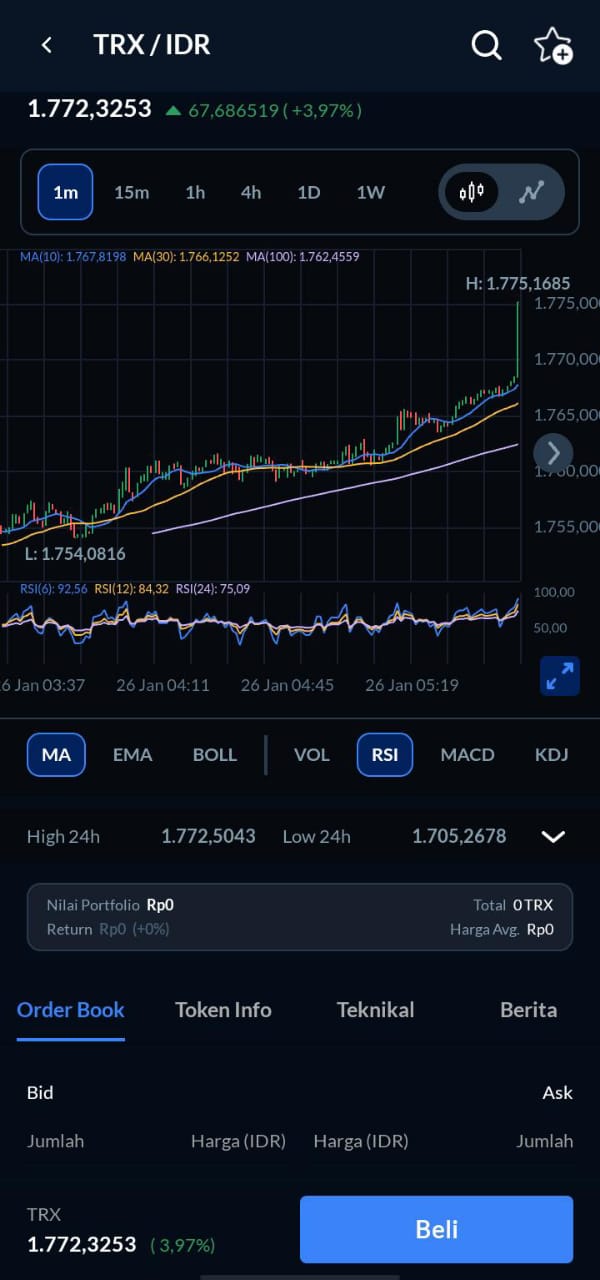 TRX / IDR
1.772,3253 67,686519 ( +3,97% )
1m 15m 1h 4h 1D 1W
MA(10): 1.767,8198 MA(30): 1.766,1252 MA(100): 1.762,4559
H: 1.775,1685
1.775,00
1.770,00
1.765,00
1.760,00
1.755,00
L: 1.754,0816
RSI(6): 92,56 RSI(12): 84,32 RSI(24): 75,09
100,00
50,00
6 Jan 03:37 26 Jan 04:11 26 Jan 04:45 26 Jan 05:19
MA EMA BOLL VOL RSI MACD KDJ
High 24h 1.772,5043 Low 24h 1.705,2678
Nilai Portfolio Rp0 Total 0 TRX
Return Rp0 (+0%) Harga Avg. Rp0
Order Book Token Info Teknikal Berita
Bid Ask
Jumlah Harga (IDR) Harga (IDR) Jumlah
TRX
1.772,3253 ( 3,97%)
Beli